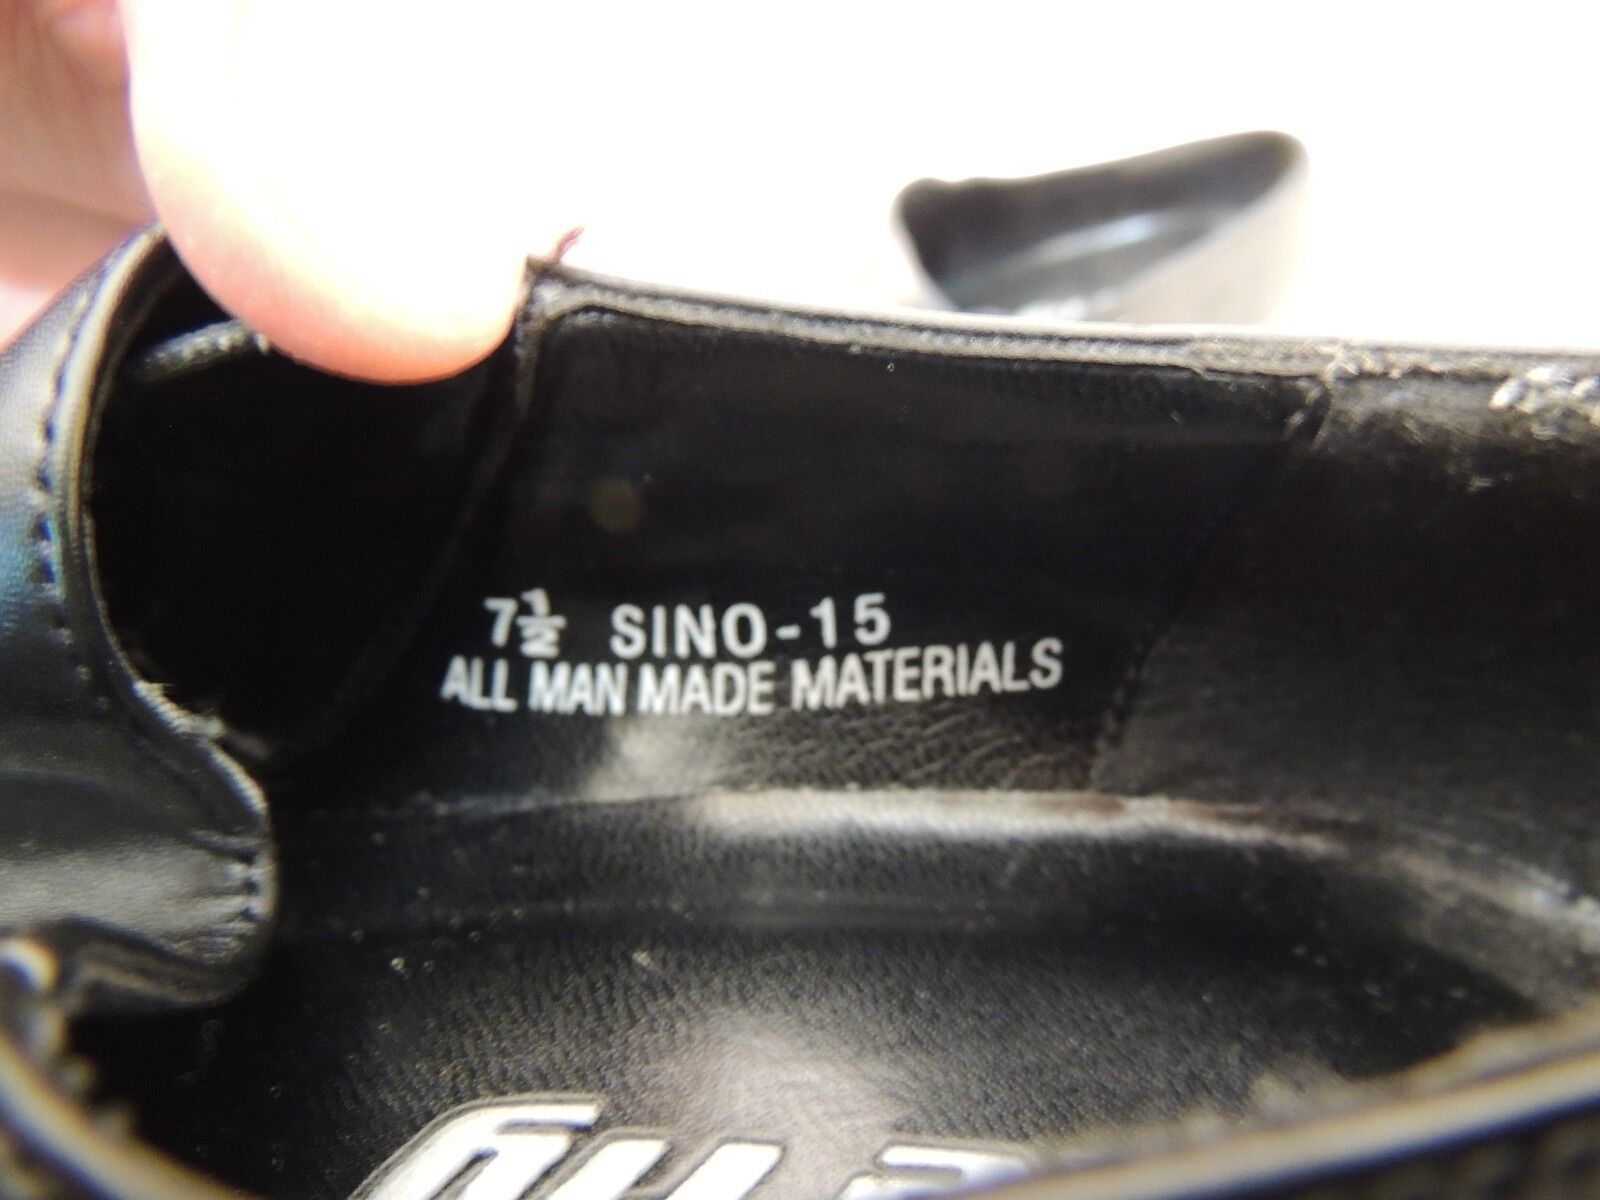 7½ SINO-15
ALL MAN MADE MATERIALS